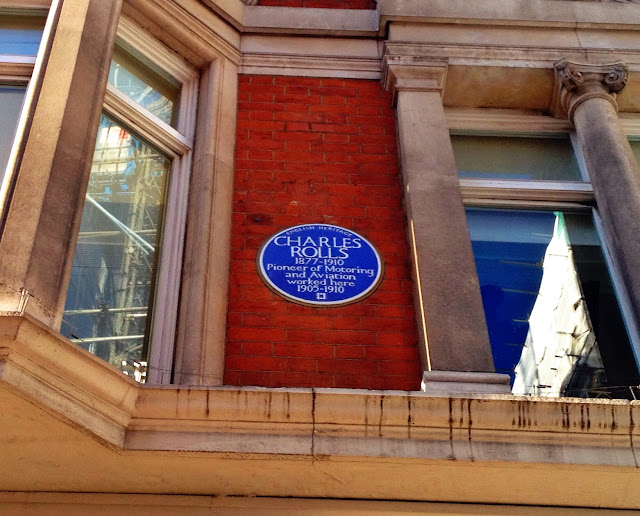 ENGLISH HERITAGE
CHARLES
ROLLS
1877-1910
Pioneer of Motoring
and Aviation
worked here
1905-1910